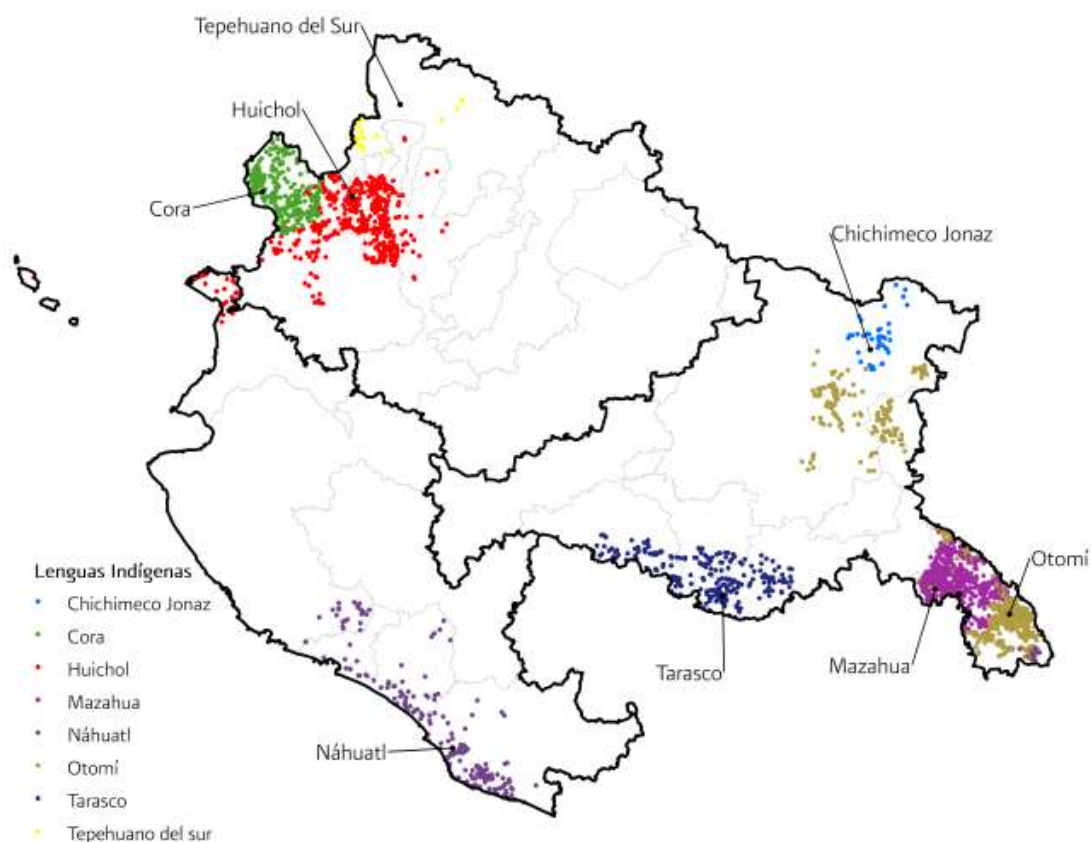 Tepehuano del Sur
Huichol
Cora
Chichimeco Jonaz
Otomí
Mazahua
Tarasco
Náhuatl
Lenguas Indígenas
Chichimeco Jonaz
Cora
Huichol
Mazahua
Náhuatl
Otomí
Tarasco
Tepehuano del sur